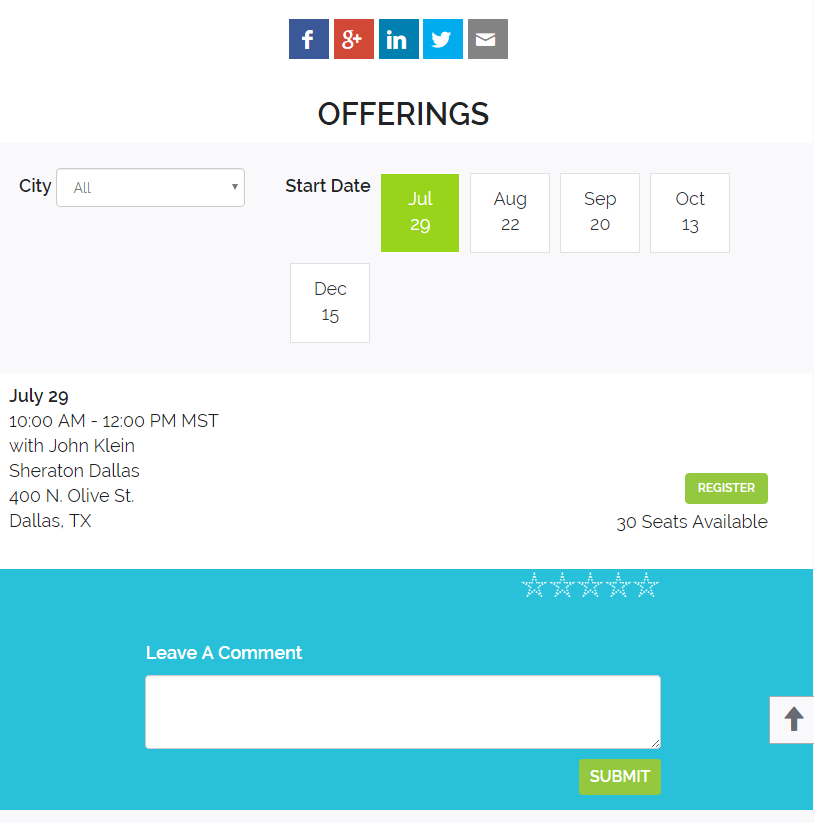 f g+ in
OFFERINGS
City All Start Date
Jul
29
Aug
22
Sep
20
Oct
13
Dec
15
July 29
10:00 AM - 12:00 PM MST
with John Klein
Sheraton Dallas
400 N. Olive St.
Dallas, TX
REGISTER
30 Seats Available
Leave A Comment
SUBMIT